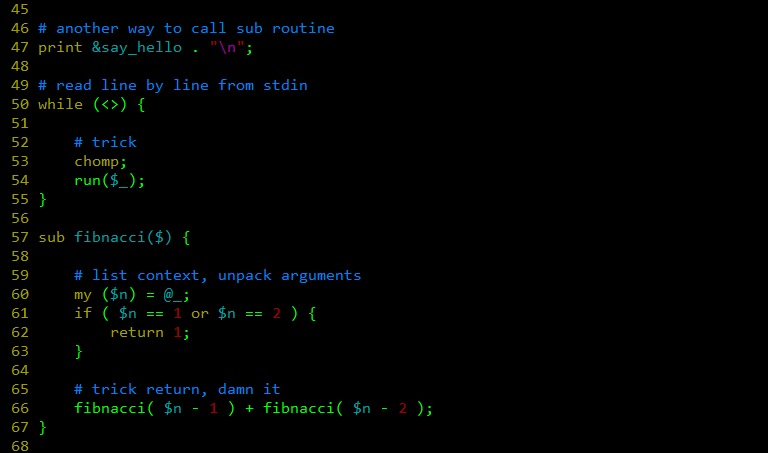 45
46 # another way to call sub routine
47 print &say_hello . "\n";
48
49 # read line by line from stdin
50 while (<>) {
51
52     # trick
53     chomp;
54     run($_);
55 }
56
57 sub fibnacci($) {
58
59     # list context, unpack arguments
60     my ($n) = @_;
61     if ( $n == 1 or $n == 2 ) {
62         return 1;
63     }
64
65     # trick return, damn it
66     fibnacci( $n - 1 ) + fibnacci( $n - 2 );
67 }
68